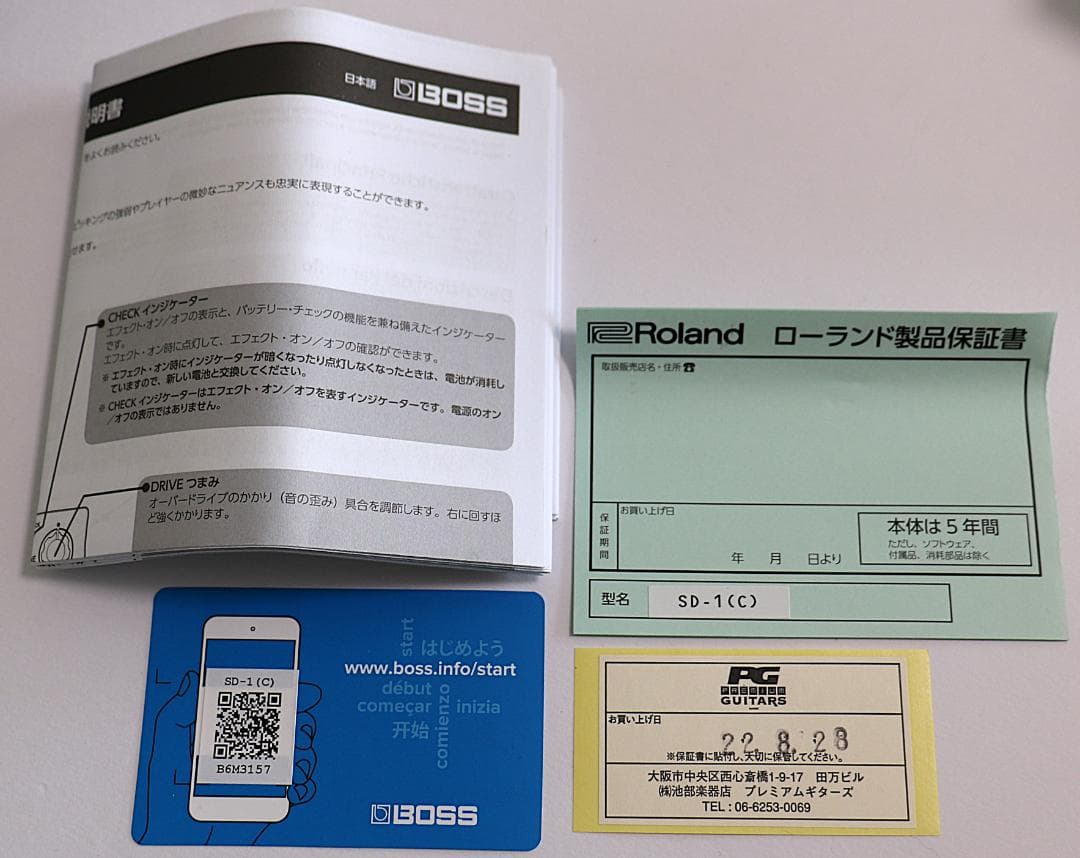 明書
日本語 BOSS
をよくお読みください。
ピッキングの強弱やプレイヤーの微妙なニュアンスも忠実に表現することができます。
せます。
CHECK インジケーター
エフェクト・オン/オフの表示と、バッテリー・チェックの機能を兼ね備えたインジケーター
です。
エフェクト・オン時に点灯して、エフェクト・オン/オフの確認ができます。
※ エフェクト・オン時にインジケーターが暗くなったり点灯しなくなったときは、電池が消耗し
ていますので、新しい電池と交換してください。
※ CHECK インジケーターはエフェクト・オン/オフを表すインジケーターです。電源のオン
/オフの表示ではありません。
DRIVE つまみ
オーバードライブのかかり(音の歪み)具合を調節します。右に回すほ
ど強くかかります。
Roland ローランド製品保証書
取扱販売店名・住所 ☎
保証期間
お買い上げ日
年 月 日より
本体は5年間
ただし、ソフトウェア、
付属品、消耗部品は除く
型名 SD-1(C)
start
はじめよう
www.boss.info/start
début
começar
inizia
开始
comienzo
SD-1(C)
B6M3157
BOSS
PG
PREMIUM
GUITARS
お買い上げ日
22. 8. 28
※保証書に貼付し、大切に保管してください。
大阪市中央区西心斎橋1-9-17 田万ビル
㈱池部楽器店 プレミアムギターズ
TEL : 06-6253-0069